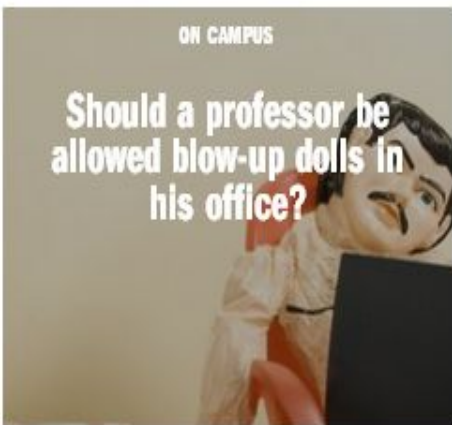 ON CAMPUS
Should a professor be
allowed blow-up dolls in
his office?